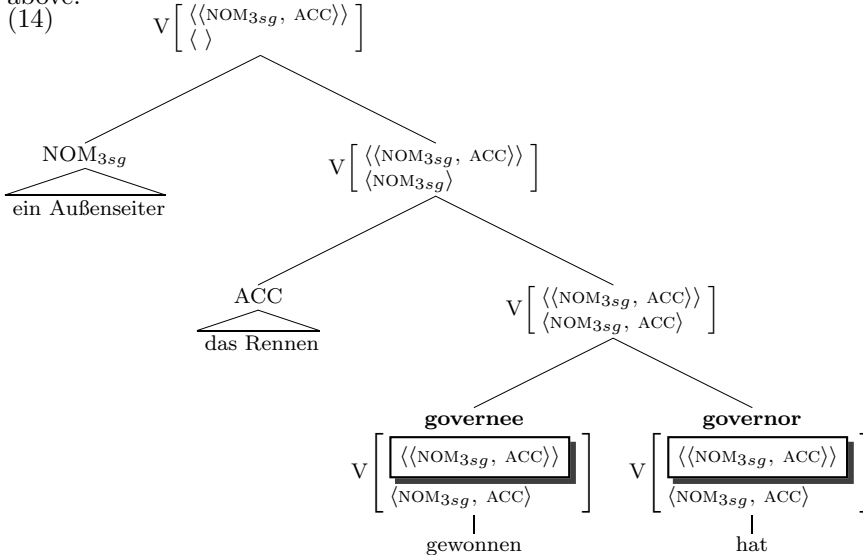 above.
(14)
V[⟨⟨NOM3sg, ACC⟩⟩
⟨ ⟩]
NOM3sg
ein Außenseiter
V[⟨⟨NOM3sg, ACC⟩⟩
⟨NOM3sg⟩]
ACC
das Rennen
V[⟨⟨NOM3sg, ACC⟩⟩
⟨NOM3sg, ACC⟩]
governee
V[⟨⟨NOM3sg, ACC⟩⟩
⟨NOM3sg, ACC⟩]
gewonnen
governor
V[⟨⟨NOM3sg, ACC⟩⟩
⟨NOM3sg, ACC⟩]
hat